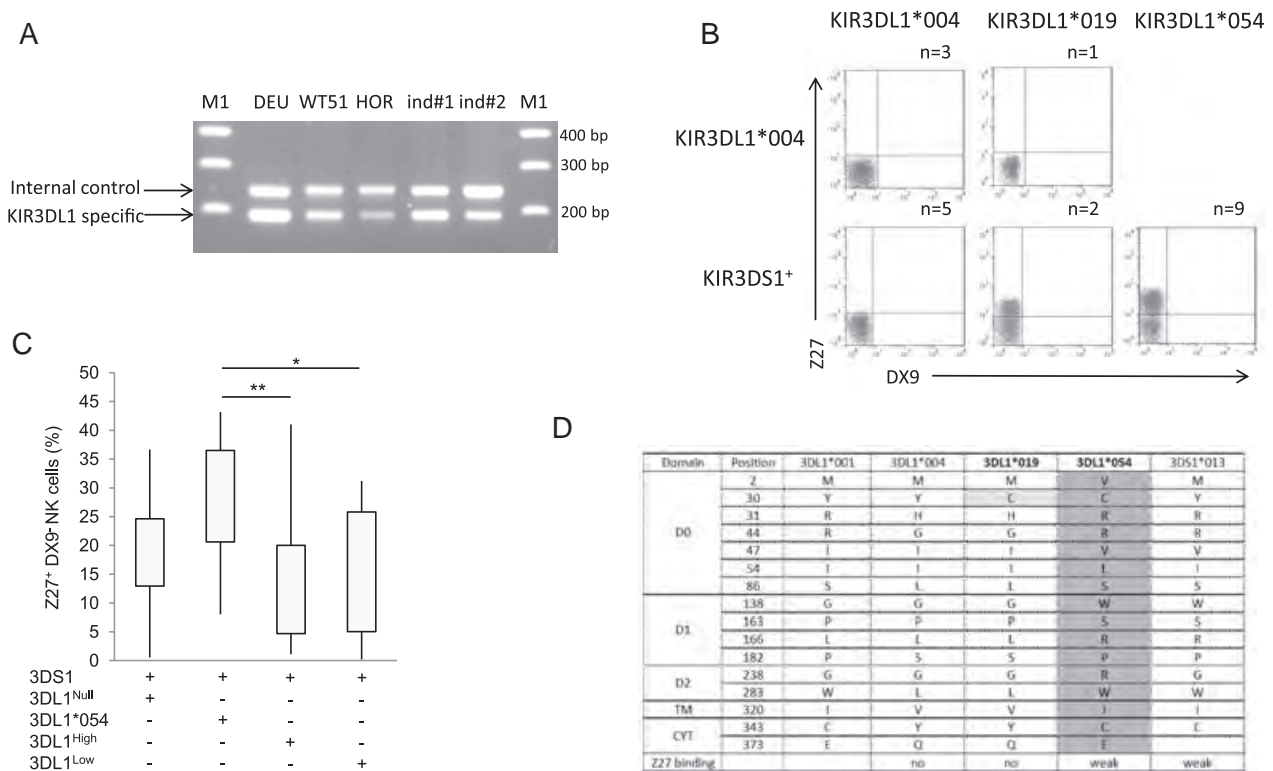 A
M1 DEU WT51 HOR ind#1 ind#2 M1
400 bp
300 bp
Internal control
KIR3DL1 specific
200 bp
B
KIR3DL1*004 KIR3DL1*019 KIR3DL1*054
n=3 n=1
KIR3DL1*004
n=5 n=2 n=9
KIR3DS1+
Z27
DX9
C
Z27+ DX9- NK cells (%)
50
45
40
35
30
25
20
15
10
5
0
* 
**
3DS1 + + + +
3DL1Null + - - -
3DL1*054 - + - -
3DL1High - - + -
3DL1Low - - - +
D
Domain Position 3DL1*001 3DL1*004 3DL1*019 3DL1*054 3DS1*013
D0
2 M M M V M
30 Y Y C C Y
31 R H H R R
44 R G G R R
47 I I I V V
54 I I I L I
86 S L L S S
D1
138 G G G W W
163 P P P S S
166 L L L R R
182 P S S P P
D2
238 G G G R G
283 W L L W W
TM 320 I V V I I
CYT
343 C Y Y C C
373 E Q Q E
Z27 binding no no weak weak